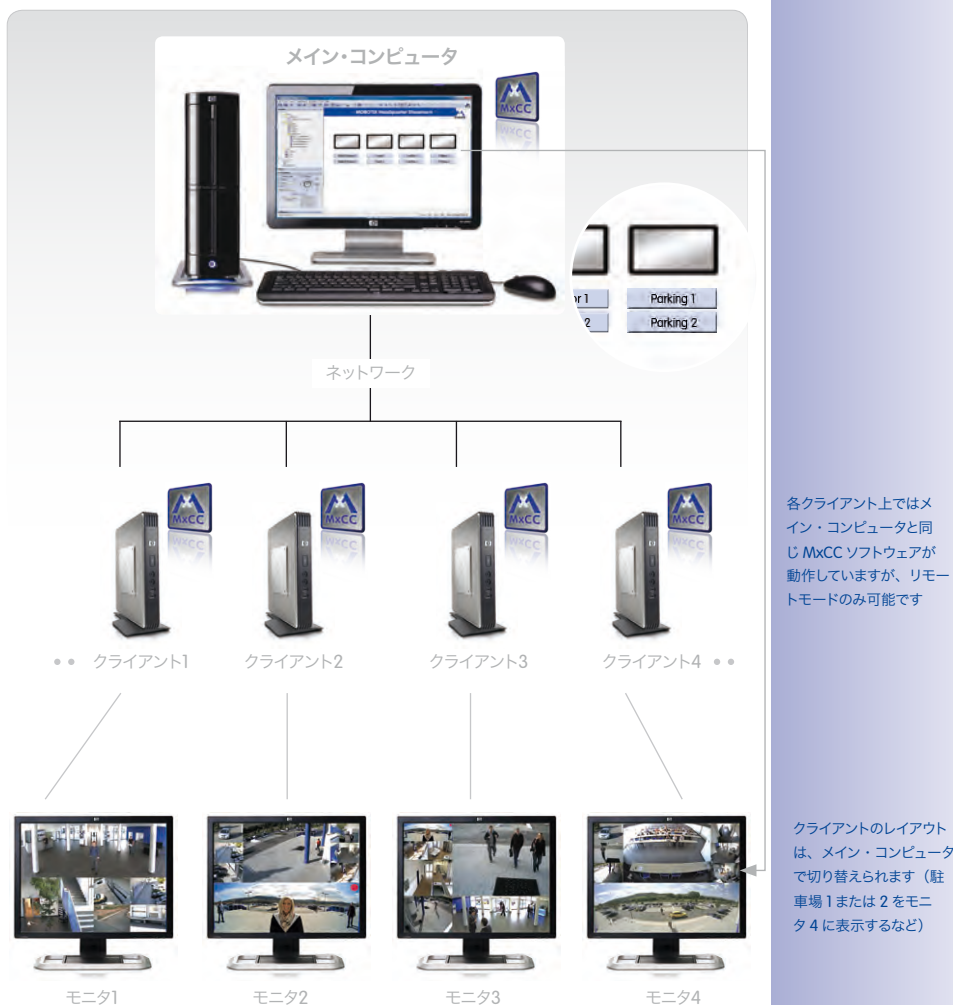 メイン・コンピュータ
MxCC
MOBOTIX Headquarter Showroom
or 1
Parking 1
2
Parking 2
ネットワーク
MxCC
MxCC
MxCC
MxCC
•• クライアント1
クライアント2
クライアント3
クライアント4 ••
各クライアント上ではメ
イン・コンピュータと同
じ MxCC ソフトウェアが
動作していますが、リモー
トモードのみ可能です
クライアントのレイアウト
は、メイン・コンピュータ
で切り替えられます（駐
車場 1 または 2 をモニ
タ 4 に表示するなど）
モニタ1
モニタ2
モニタ3
モニタ4